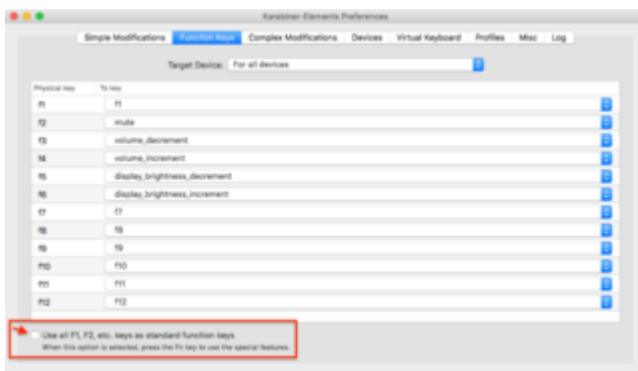 Karabiner-Elements Preferences
Simple Modifications Function Keys Complex Modifications Devices Virtual Keyboard Profiles Misc Log
Target Device: For all devices
Physical key To key
f1 f1
f2 mute
f3 volume_decrement
f4 volume_increment
f5 display_brightness_decrement
f6 display_brightness_increment
f7 f7
f8 f8
f9 f9
f10 f10
f11 f11
f12 f12
Use all F1, F2, etc. keys as standard function keys
When this option is selected, press the Fn key to use the special features.